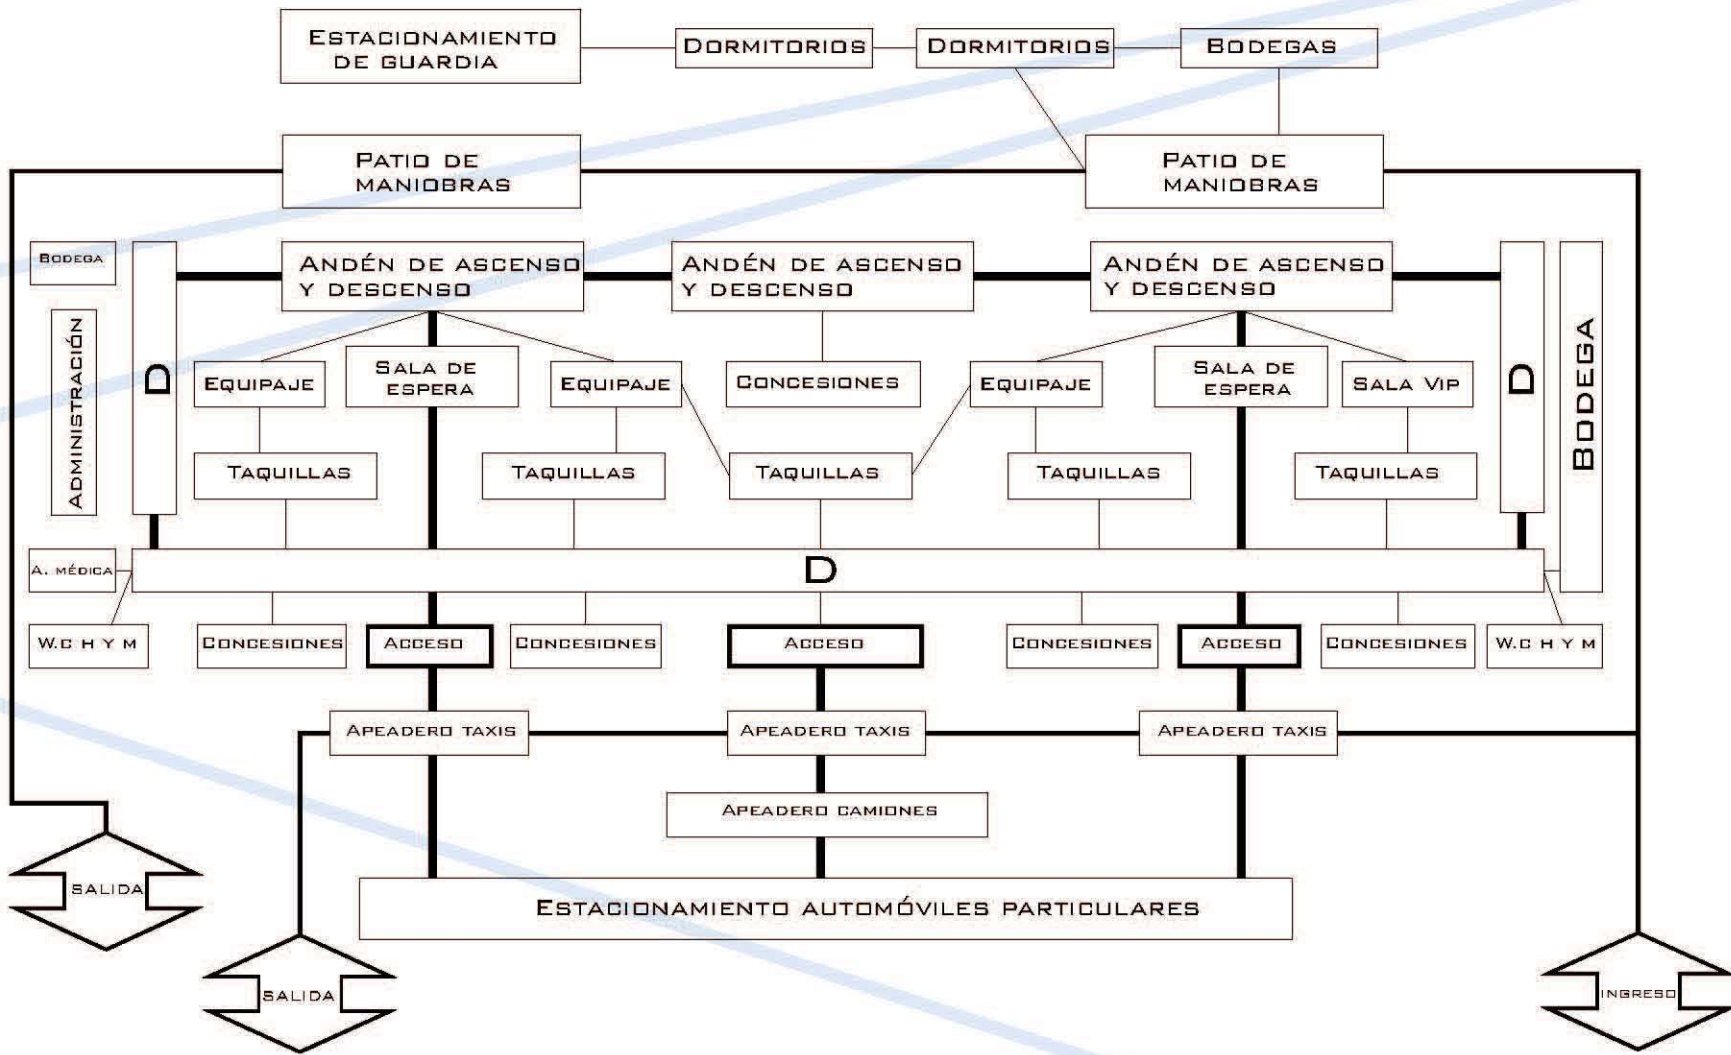 ESTACIONAMIENTO
DE GUARDIA
DORMITORIOS
DORMITORIOS
BODEGAS
PATIO DE
MANIOBRAS
PATIO DE
MANIOBRAS
BODEGA
D
ANDÉN DE ASCENSO
Y DESCENSO
ANDÉN DE ASCENSO
Y DESCENSO
ANDÉN DE ASCENSO
Y DESCENSO
D
BODEGA
ADMINISTRACIÓN
EQUIPAJE
SALA DE
ESPERA
EQUIPAJE
CONCESIONES
EQUIPAJE
SALA DE
ESPERA
SALA VIP
TAQUILLAS
TAQUILLAS
TAQUILLAS
TAQUILLAS
TAQUILLAS
A. MÉDICA
D
W.C H Y M
CONCESIONES
ACCESO
CONCESIONES
ACCESO
CONCESIONES
ACCESO
CONCESIONES
W.C H Y M
APEADERO TAXIS
APEADERO TAXIS
APEADERO TAXIS
APEADERO CAMIONES
SALIDA
ESTACIONAMIENTO AUTOMÓVILES PARTICULARES
SALIDA
INGRESO